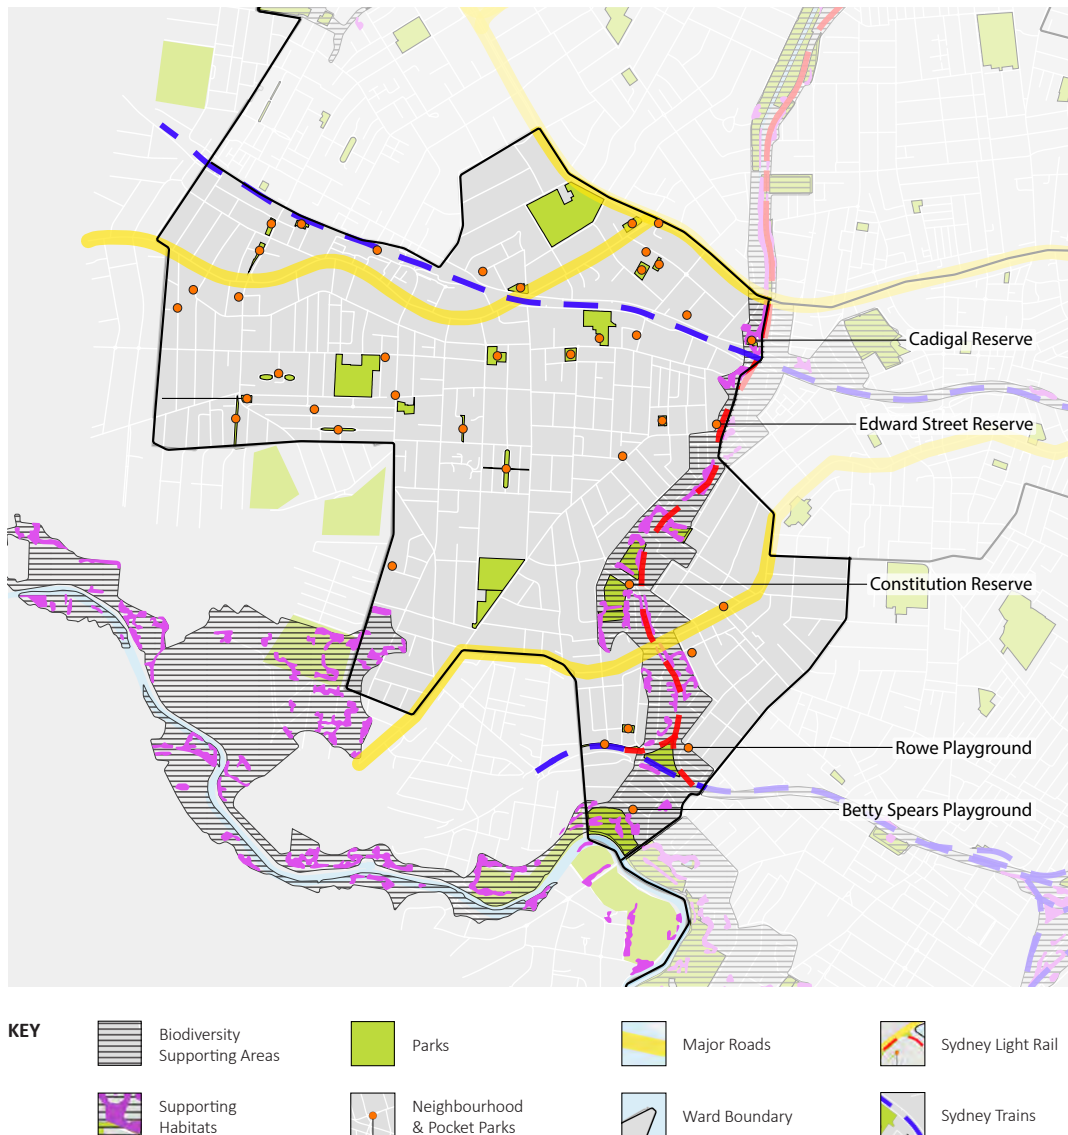 Cadigal Reserve
Edward Street Reserve
Constitution Reserve
Rowe Playground
Betty Spears Playground
KEY
Biodiversity
Supporting Areas
Parks
Major Roads
Sydney Light Rail
Supporting
Habitats
Neighbourhood
& Pocket Parks
Ward Boundary
Sydney Trains